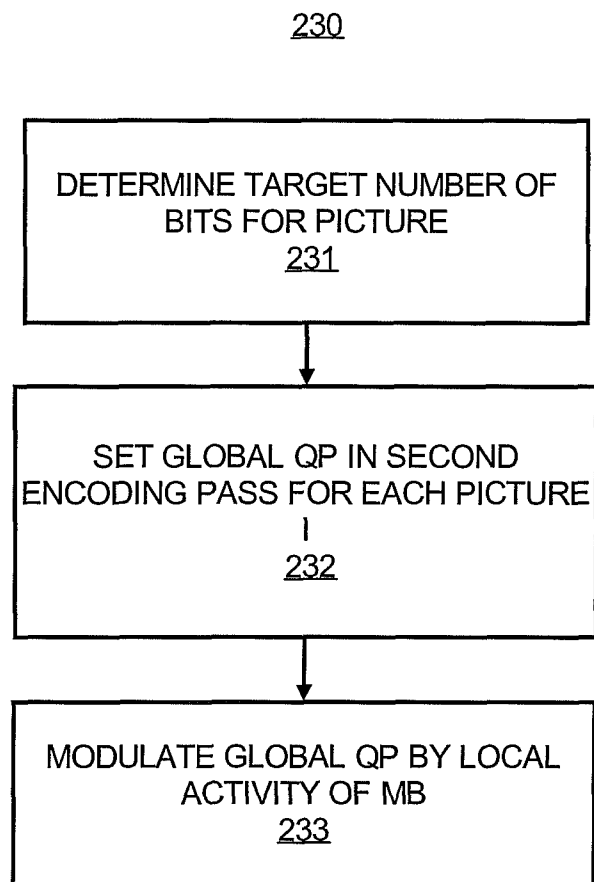 230
DETERMINE TARGET NUMBER OF
BITS FOR PICTURE
231
SET GLOBAL QP IN SECOND
ENCODING PASS FOR EACH PICTURE
I
232
MODULATE GLOBAL QP BY LOCAL
ACTIVITY OF MB
233